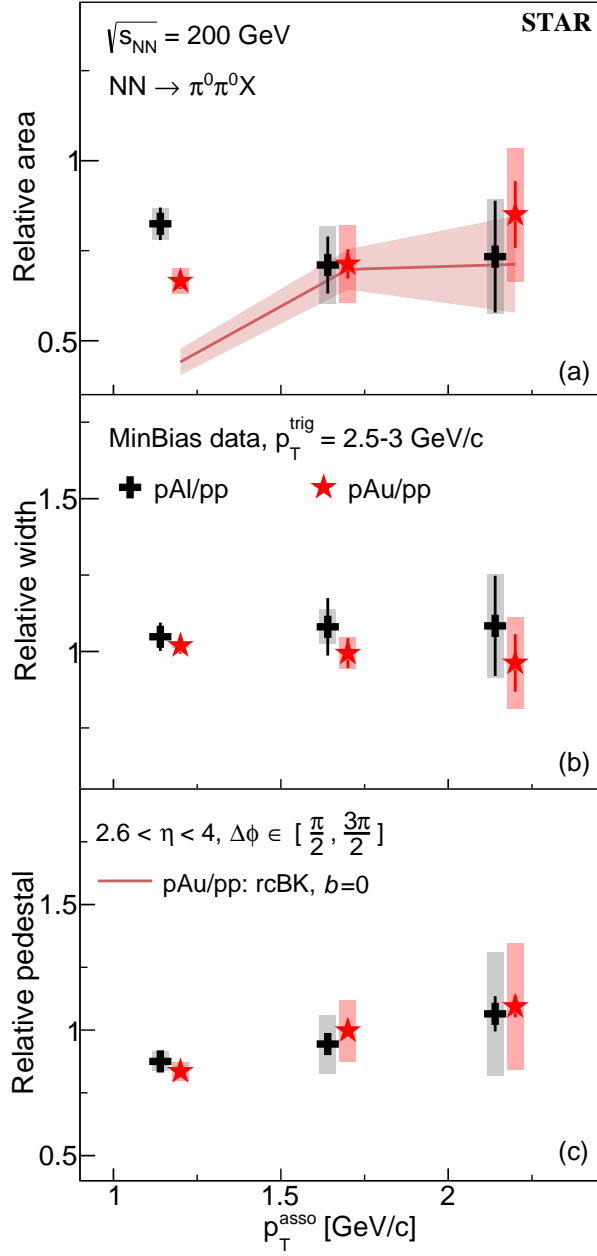 √s_NN = 200 GeV
STAR
NN → π⁰π⁰X
1
0.5
Relative area
(a)
MinBias data, p_T^trig = 2.5-3 GeV/c
pAl/pp
pAu/pp
1.5
1
Relative width
(b)
2.6 < η < 4, Δϕ ∈ [π/2, 3π/2]
pAu/pp: rcBK, b=0
1.5
1
0.5
Relative pedestal
(c)
1 1.5 2
p_T^asso [GeV/c]